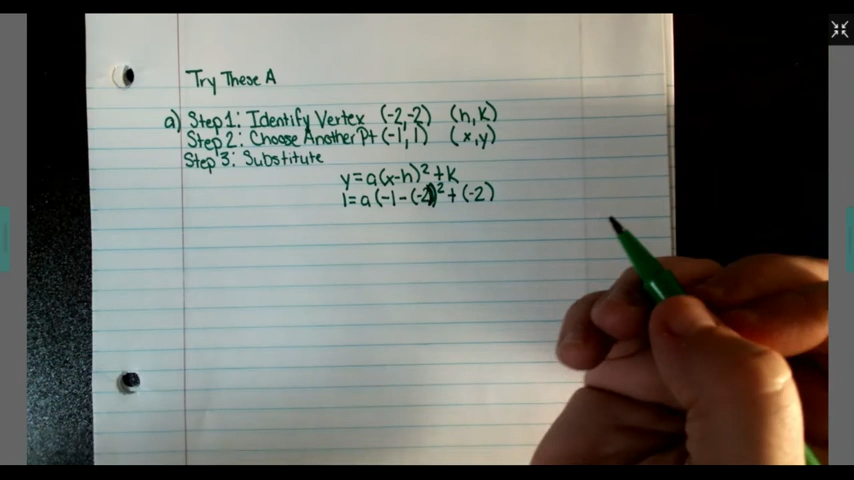 Try These A
a) Step 1: Identify Vertex (-2,-2) (h,k)
Step 2: Choose Another Pt (-1,1) (x,y)
Step 3: Substitute
y=a(x-h)²+k
1=a(-1-(-2))²+(-2)